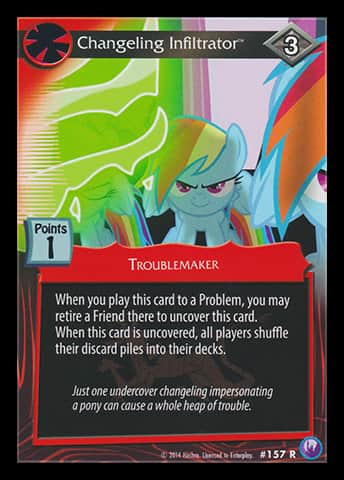 Changeling Infiltrator™
3
Points
1
TROUBLEMAKER
When you play this card to a Problem, you may
retire a Friend there to uncover this card.
When this card is uncovered, all players shuffle
their discard piles into their decks.
Just one undercover changeling impersonating
a pony can cause a whole heap of trouble.
© 2014 Hasbro. Licensed to Enterplay. #157 R